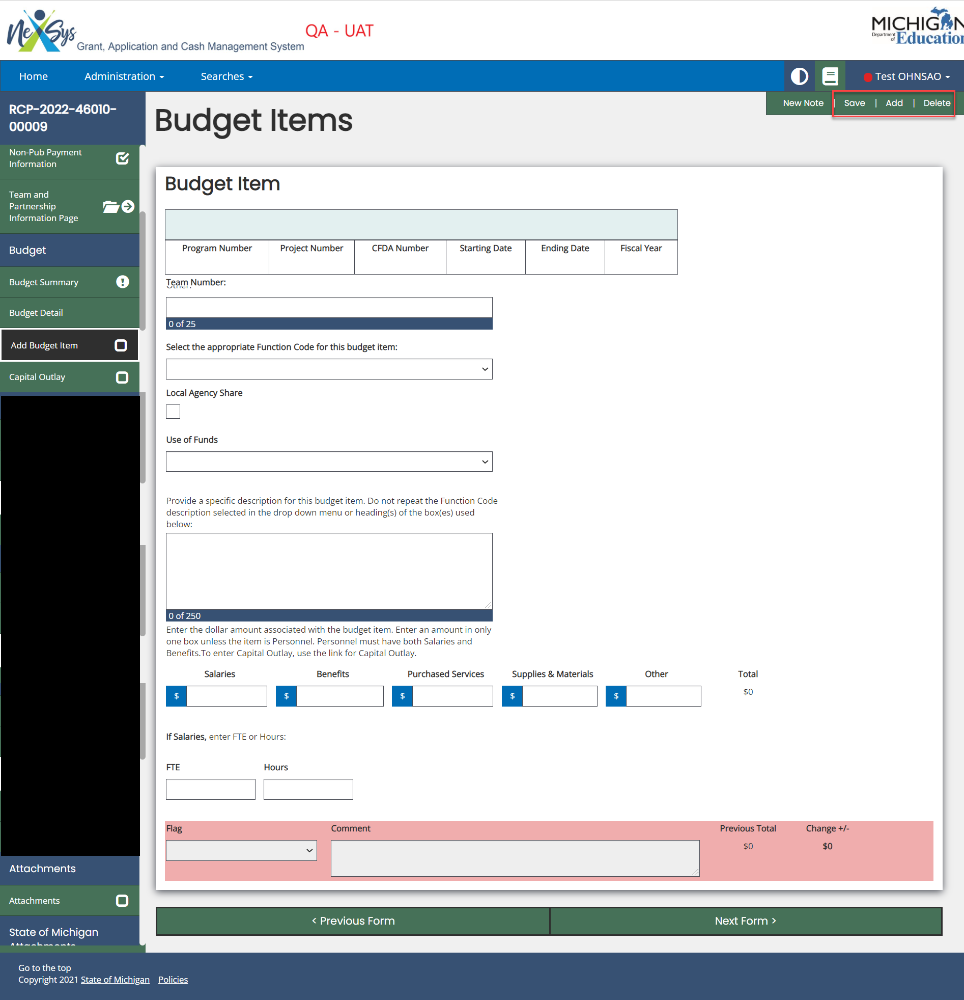 NexSys
Grant, Application and Cash Management System
QA - UAT
MICHIGAN
Department of Education
Home
Administration
Searches
Test OHNSAO
RCP-2022-46010-
00009
New Note | Save | Add | Delete
Budget Items
Non-Pub Payment
Information
Team and
Partnership
Information Page
Budget
Budget Summary
Budget Detail
Add Budget Item
Capital Outlay
Budget Item
Program Number
Project Number
CFDA Number
Starting Date
Ending Date
Fiscal Year
Team Number:
Other:
0 of 25
Select the appropriate Function Code for this budget item:
Local Agency Share
Use of Funds
Provide a specific description for this budget item. Do not repeat the Function Code
description selected in the drop down menu or heading(s) of the box(es) used
below:
0 of 250
Enter the dollar amount associated with the budget item. Enter an amount in only
one box unless the item is Personnel. Personnel must have both Salaries and
Benefits.To enter Capital Outlay, use the link for Capital Outlay.
Salaries
Benefits
Purchased Services
Supplies & Materials
Other
Total
$
$
$
$
$
$0
If Salaries, enter FTE or Hours:
FTE
Hours
Flag
Comment
Previous Total
Change +/-
$0
$0
Attachments
Attachments
State of Michigan
Attachments
< Previous Form
Next Form >
Go to the top
Copyright 2021 State of Michigan Policies